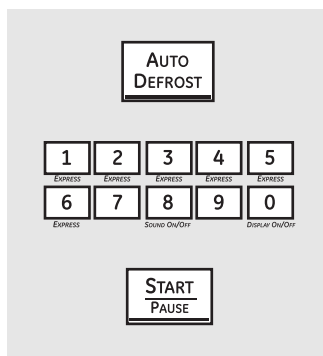 AUTO
DEFROST
1 2 3 4 5
EXPRESS EXPRESS EXPRESS EXPRESS EXPRESS
6 7 8 9 0
EXPRESS SOUND ON/OFF DISPLAY ON/OFF
START
PAUSE